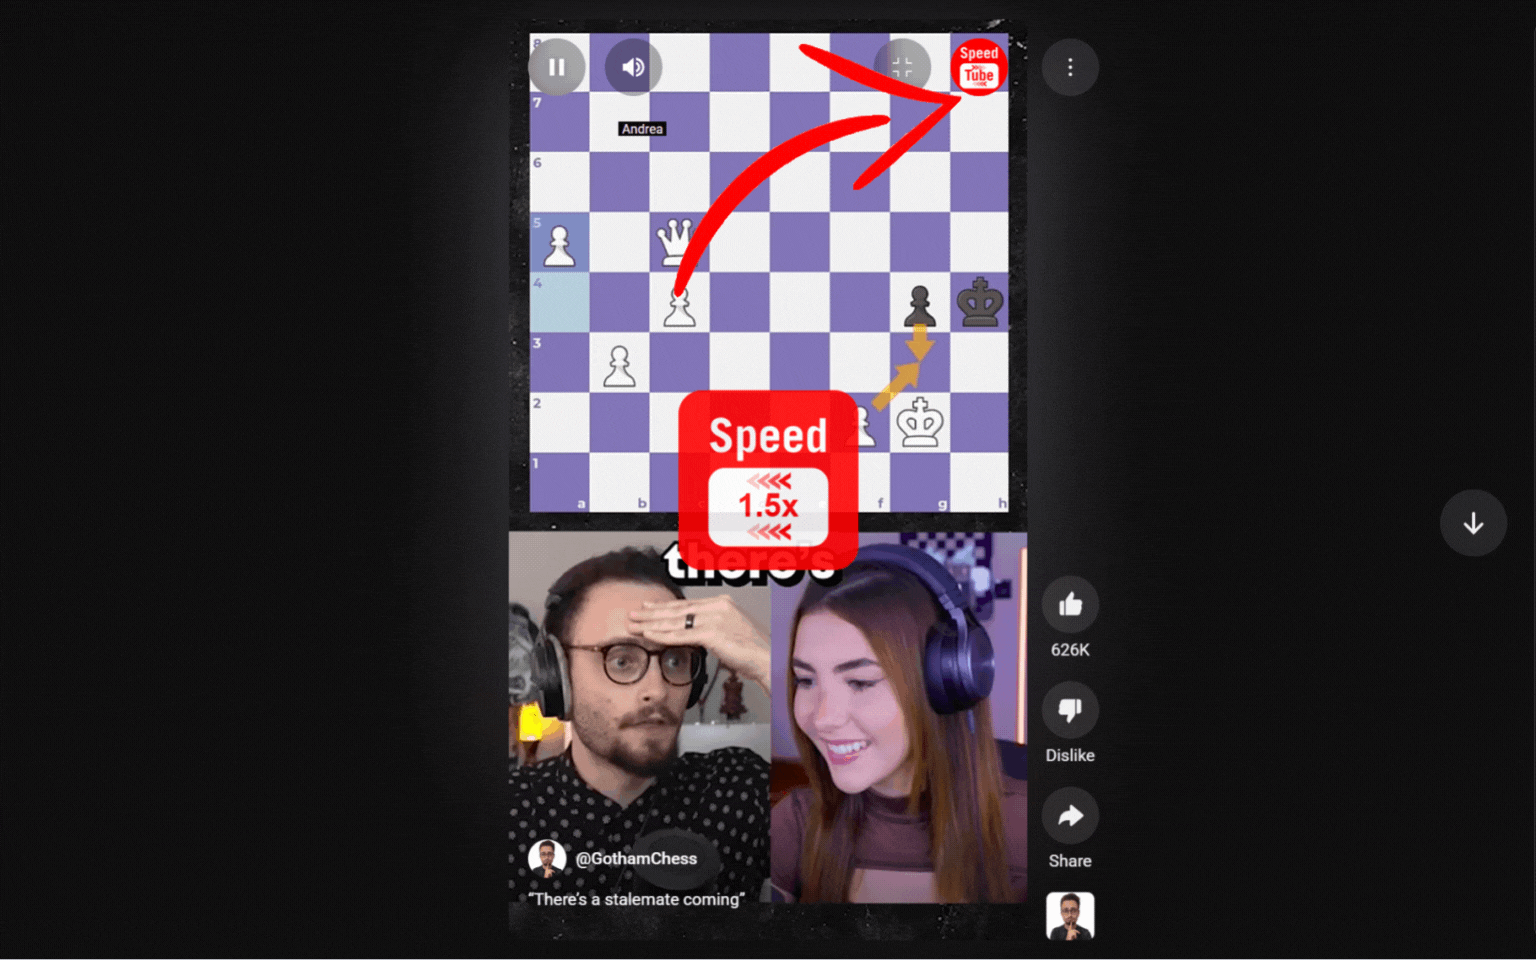 8
Speed
Tube
7
Andrea
6
5
4
3
2
Speed
1.5x
1
a
b
f
g
h
there's
626K
Dislike
@GothamChess
Share
“There's a stalemate coming”